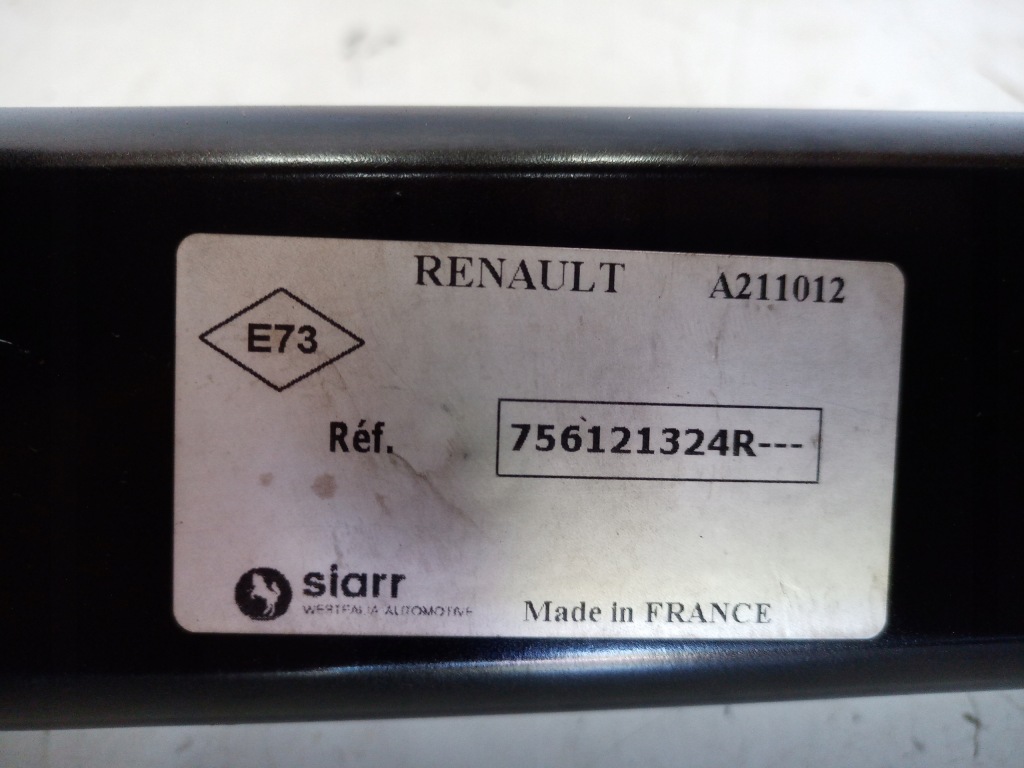 RENAULT A211012
E73
Réf. 756121324R---
siarr
WESTFALIA AUTOMOTIVE
Made in FRANCE